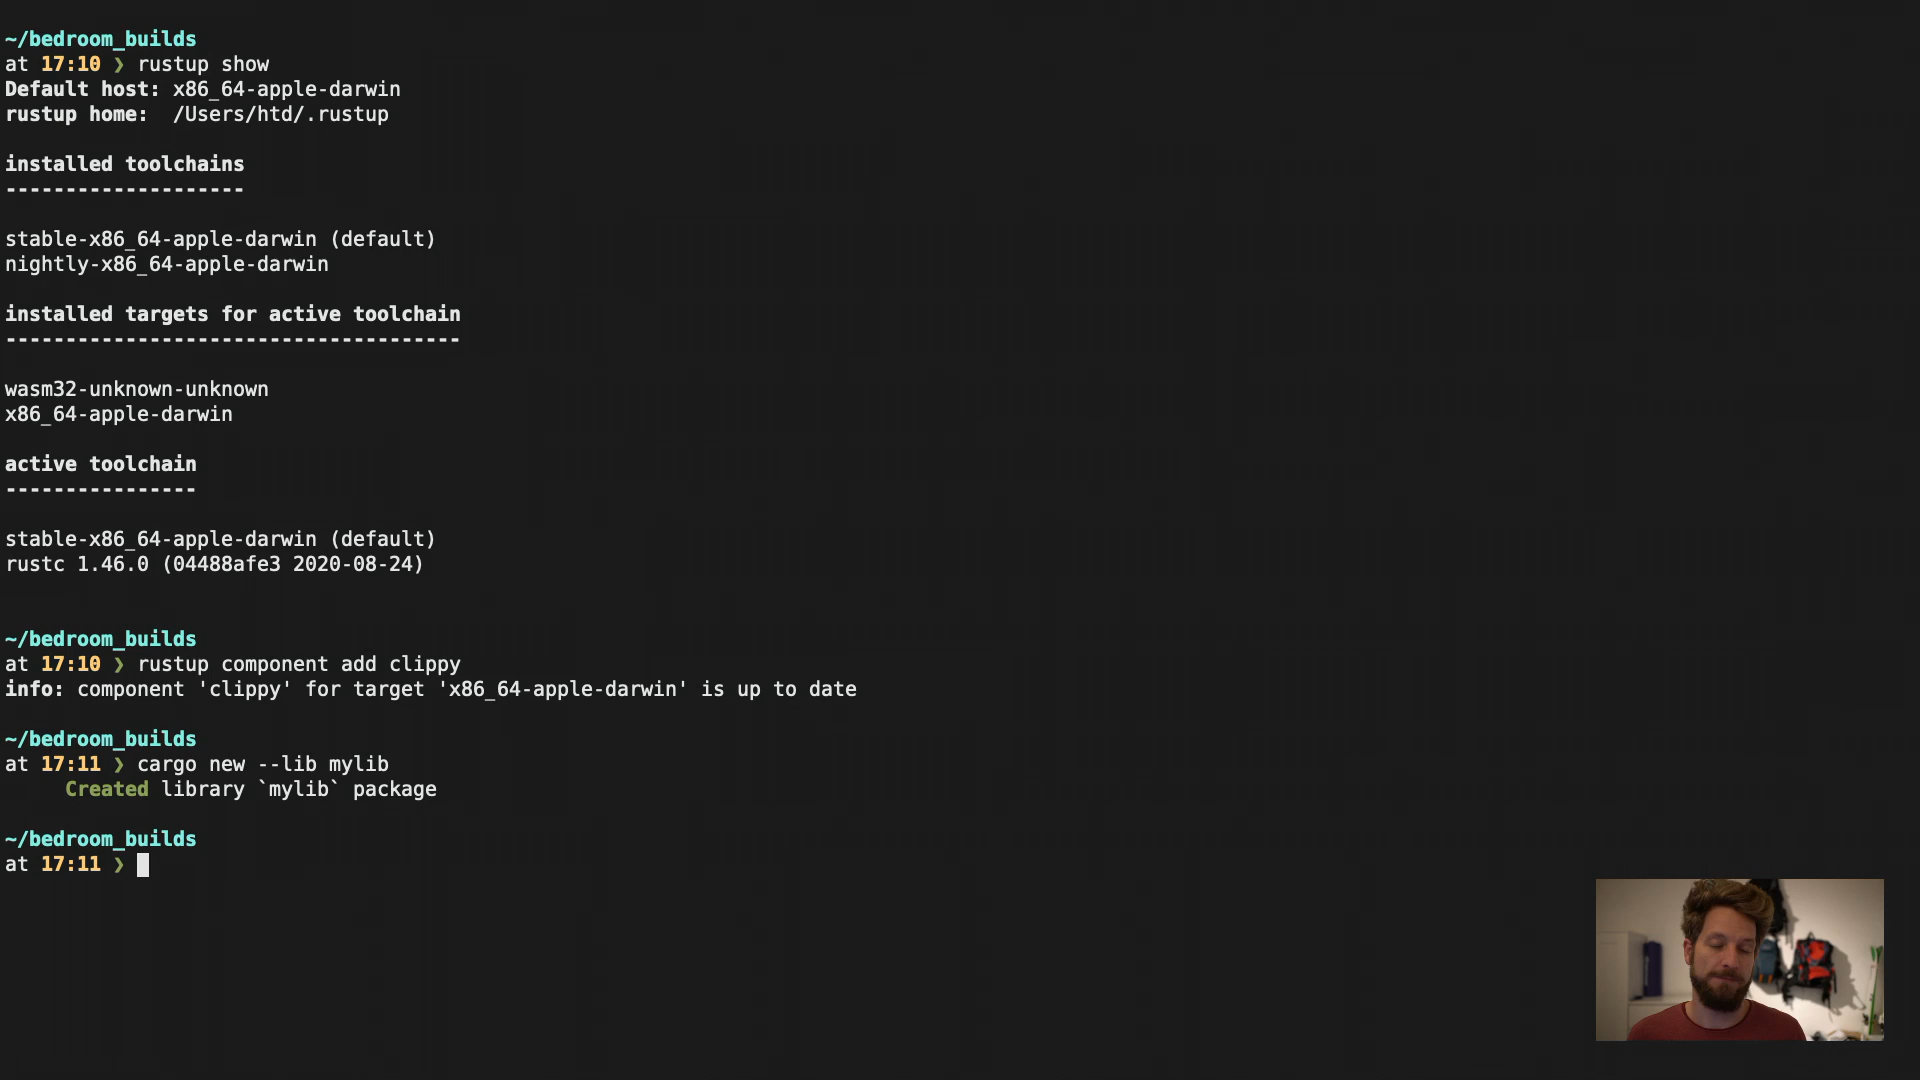 ~/bedroom_builds
at 17:10 ❯ rustup show
Default host: x86_64-apple-darwin
rustup home:  /Users/htd/.rustup
installed toolchains
--------------------
stable-x86_64-apple-darwin (default)
nightly-x86_64-apple-darwin
installed targets for active toolchain
--------------------------------------
wasm32-unknown-unknown
x86_64-apple-darwin
active toolchain
----------------
stable-x86_64-apple-darwin (default)
rustc 1.46.0 (04488afe3 2020-08-24)
~/bedroom_builds
at 17:10 ❯ rustup component add clippy
info: component 'clippy' for target 'x86_64-apple-darwin' is up to date
~/bedroom_builds
at 17:11 ❯ cargo new --lib mylib
     Created library `mylib` package
~/bedroom_builds
at 17:11 ❯